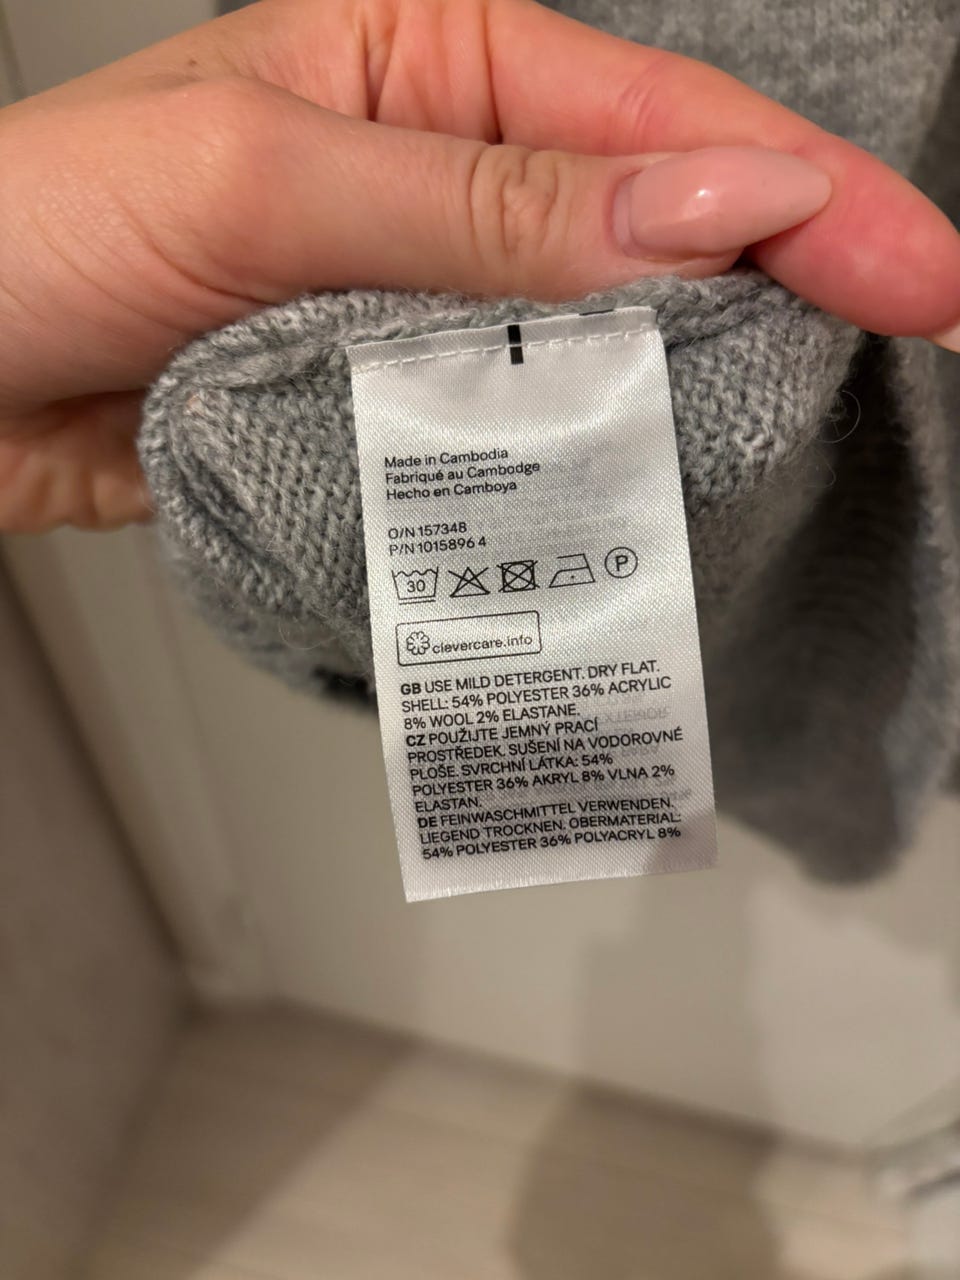 Made in Cambodia
Fabriqué au Cambodge
Hecho en Camboya
O/N 157348
P/N 1015896 4
30 P
clevercare.info
GB USE MILD DETERGENT. DRY FLAT.
SHELL: 54% POLYESTER 36% ACRYLIC
8% WOOL 2% ELASTANE.
CZ POUŽIJTE JEMNÝ PRACÍ
PROSTŘEDEK. SUŠENÍ NA VODOROVNÉ
PLOŠE. SVRCHNÍ LÁTKA: 54%
POLYESTER 36% AKRYL 8% VLNA 2%
ELASTAN.
DE FEINWASCHMITTEL VERWENDEN.
LIEGEND TROCKNEN. OBERMATERIAL:
54% POLYESTER 36% POLYACRYL 8%